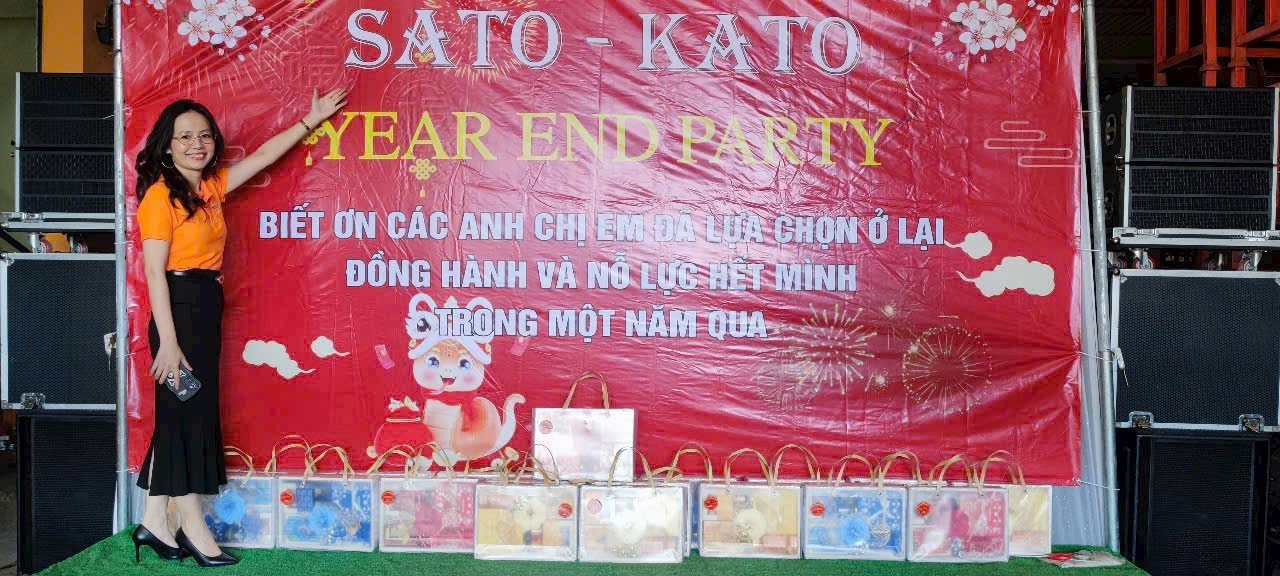 SATO - KATO
YEAR END PARTY
BIẾT ƠN CÁC ANH CHỊ EM ĐÃ LỰA CHỌN Ở LẠI
ĐỒNG HÀNH VÀ NỖ LỰC HẾT MÌNH
TRONG MỘT NĂM QUA